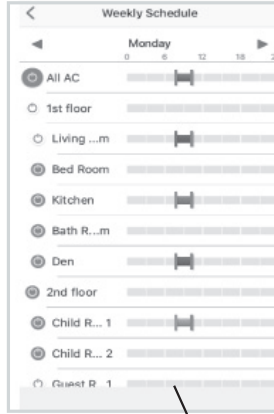 Weekly Schedule
Monday
0 6 12 18 2
All AC
1st floor
Living ...m
Bed Room
Kitchen
Bath R...m
Den
2nd floor
Child R... 1
Child R... 2
Guest R...1